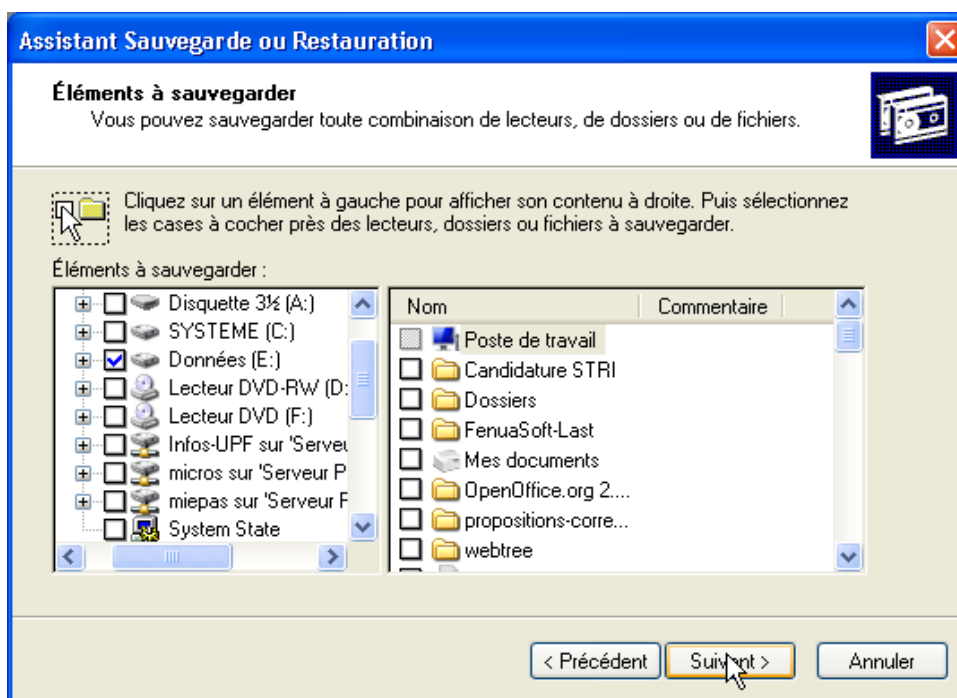 Assistant Sauvegarde ou Restauration
Éléments à sauvegarder
Vous pouvez sauvegarder toute combinaison de lecteurs, de dossiers ou de fichiers.
Cliquez sur un élément à gauche pour afficher son contenu à droite. Puis sélectionnez
les cases à cocher près des lecteurs, dossiers ou fichiers à sauvegarder.
Éléments à sauvegarder :
Disquette 3½ (A:)
SYSTEME (C:)
Données (E:)
Lecteur DVD-RW (D:
Lecteur DVD (F:)
Infos-UPF sur 'Serveu
micros sur 'Serveur P
miepas sur 'Serveur P
System State
Nom Commentaire
Poste de travail
Candidature STRI
Dossiers
FenuaSoft-Last
Mes documents
OpenOffice.org 2....
propositions-corre...
webtree
< Précédent Suivant > Annuler